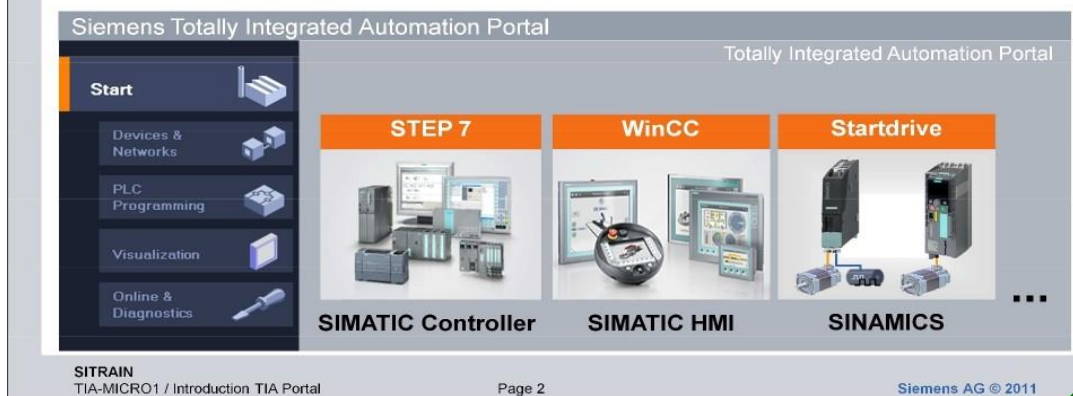 Siemens Totally Integrated Automation Portal
Totally Integrated Automation Portal
Start
Devices &
Networks
PLC
Programming
Visualization
Online &
Diagnostics
STEP 7
WinCC
Startdrive
SIMATIC Controller
SIMATIC HMI
SINAMICS
...
SITRAIN
TIA-MICRO1 / Introduction TIA Portal
Page 2
Siemens AG © 2011